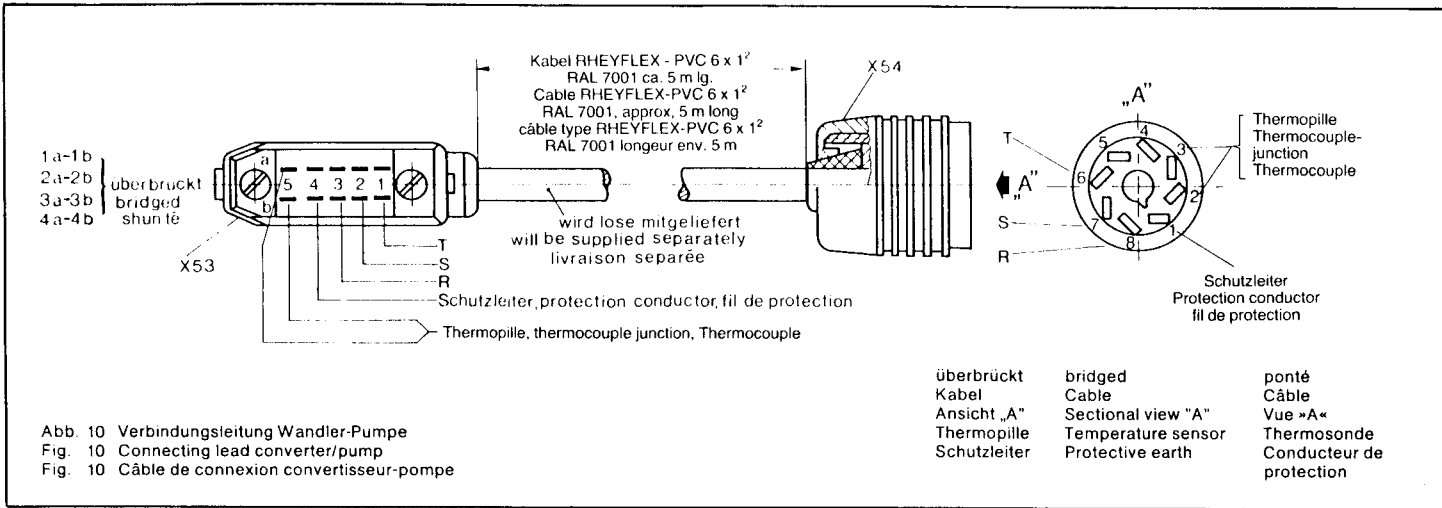 Kabel RHEYFLEX - PVC 6 x 1²
RAL 7001 ca. 5 m lg.
Cable RHEYFLEX-PVC 6 x 1²
RAL 7001, approx, 5 m long
câble type RHEYFLEX-PVC 6 x 1²
RAL 7001 longeur env. 5 m
X54
„A”
1a-1b
2a-2b
3a-3b
4a-4b
überbrückt
bridged
shunté
a
b
5 4 3 2 1
X53
wird lose mitgeliefert
will be supplied separately
livraison separée
T
S
R
Schutzleiter, protection conductor, fil de protection
Thermopille, thermocouple junction, Thermocouple
„A”
T
S
R
4
3
2
1
8
7
6
5
Thermopille
Thermocouple-
junction
Thermocouple
Schutzleiter
Protection conductor
fil de protection
überbrückt bridged ponté
Kabel Cable Câble
Ansicht „A” Sectional view "A" Vue »A«
Thermopille Temperature sensor Thermosonde
Schutzleiter Protective earth Conducteur de
protection
Abb. 10 Verbindungsleitung Wandler-Pumpe
Fig. 10 Connecting lead converter/pump
Fig. 10 Câble de connexion convertisseur-pompe